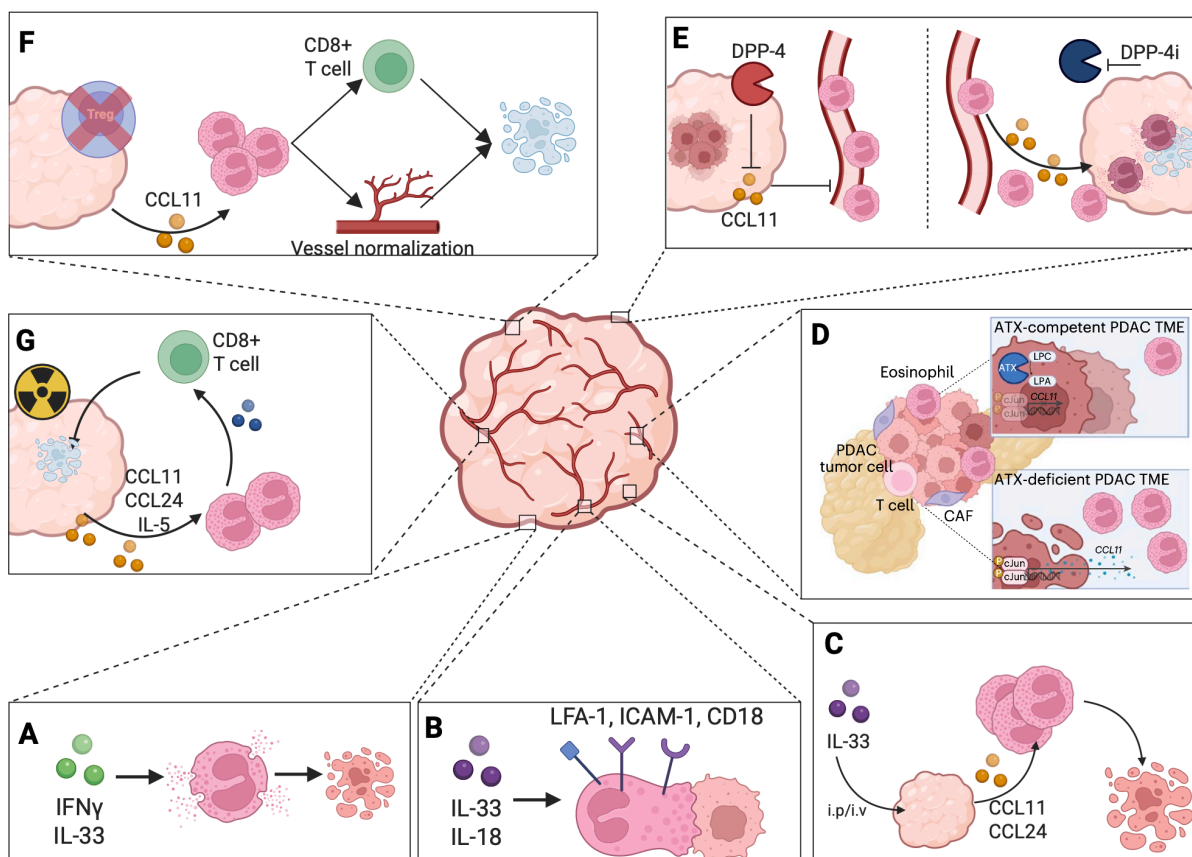 F
Treg
CD8+
T cell
CCL11
Vessel normalization
E
DPP-4
CCL11
DPP-4i
G
CD8+
T cell
CCL11
CCL24
IL-5
D
Eosinophil
PDAC
tumor cell
T cell
CAF
ATX-competent PDAC TME
ATX
LPC
LPA
P cJun
P cJun
CCL11
ATX-deficient PDAC TME
P cJun
P cJun
CCL11
A
IFNγ
IL-33
B
IL-33
IL-18
LFA-1, ICAM-1, CD18
C
IL-33
i.p/i.v
CCL11
CCL24